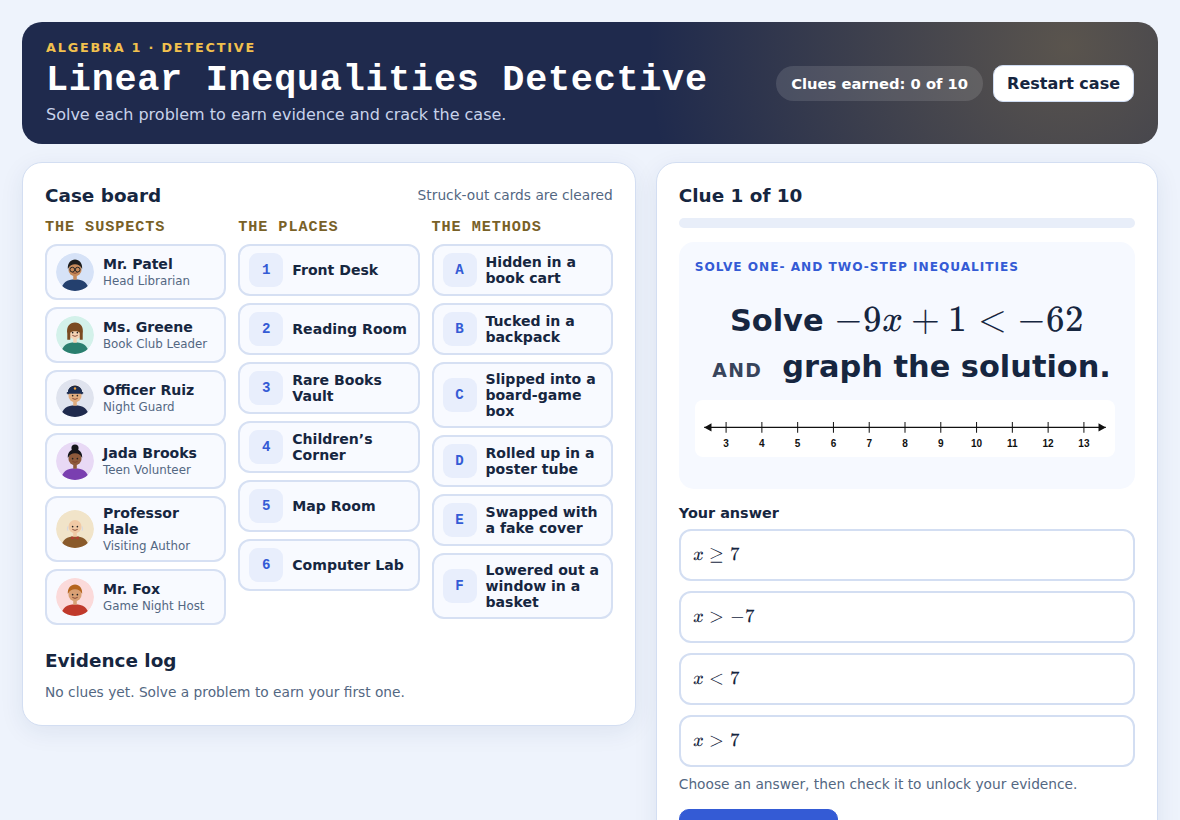 ALGEBRA 1 · DETECTIVE
Linear Inequalities Detective
Solve each problem to earn evidence and crack the case.
Clues earned: 0 of 10
Restart case
Case board
Struck-out cards are cleared
THE SUSPECTS
Mr. Patel
Head Librarian
Ms. Greene
Book Club Leader
Officer Ruiz
Night Guard
Jada Brooks
Teen Volunteer
Professor
Hale
Visiting Author
Mr. Fox
Game Night Host
THE PLACES
1 Front Desk
2 Reading Room
3 Rare Books
Vault
4 Children’s
Corner
5 Map Room
6 Computer Lab
THE METHODS
A Hidden in a
book cart
B Tucked in a
backpack
C Slipped into a
board-game
box
D Rolled up in a
poster tube
E Swapped with
a fake cover
F Lowered out a
window in a
basket
Evidence log
No clues yet. Solve a problem to earn your first one.
Clue 1 of 10
SOLVE ONE- AND TWO-STEP INEQUALITIES
Solve −9x + 1 < −62
AND graph the solution.
3 4 5 6 7 8 9 10 11 12 13
Your answer
x ≥ 7
x > −7
x < 7
x > 7
Choose an answer, then check it to unlock your evidence.